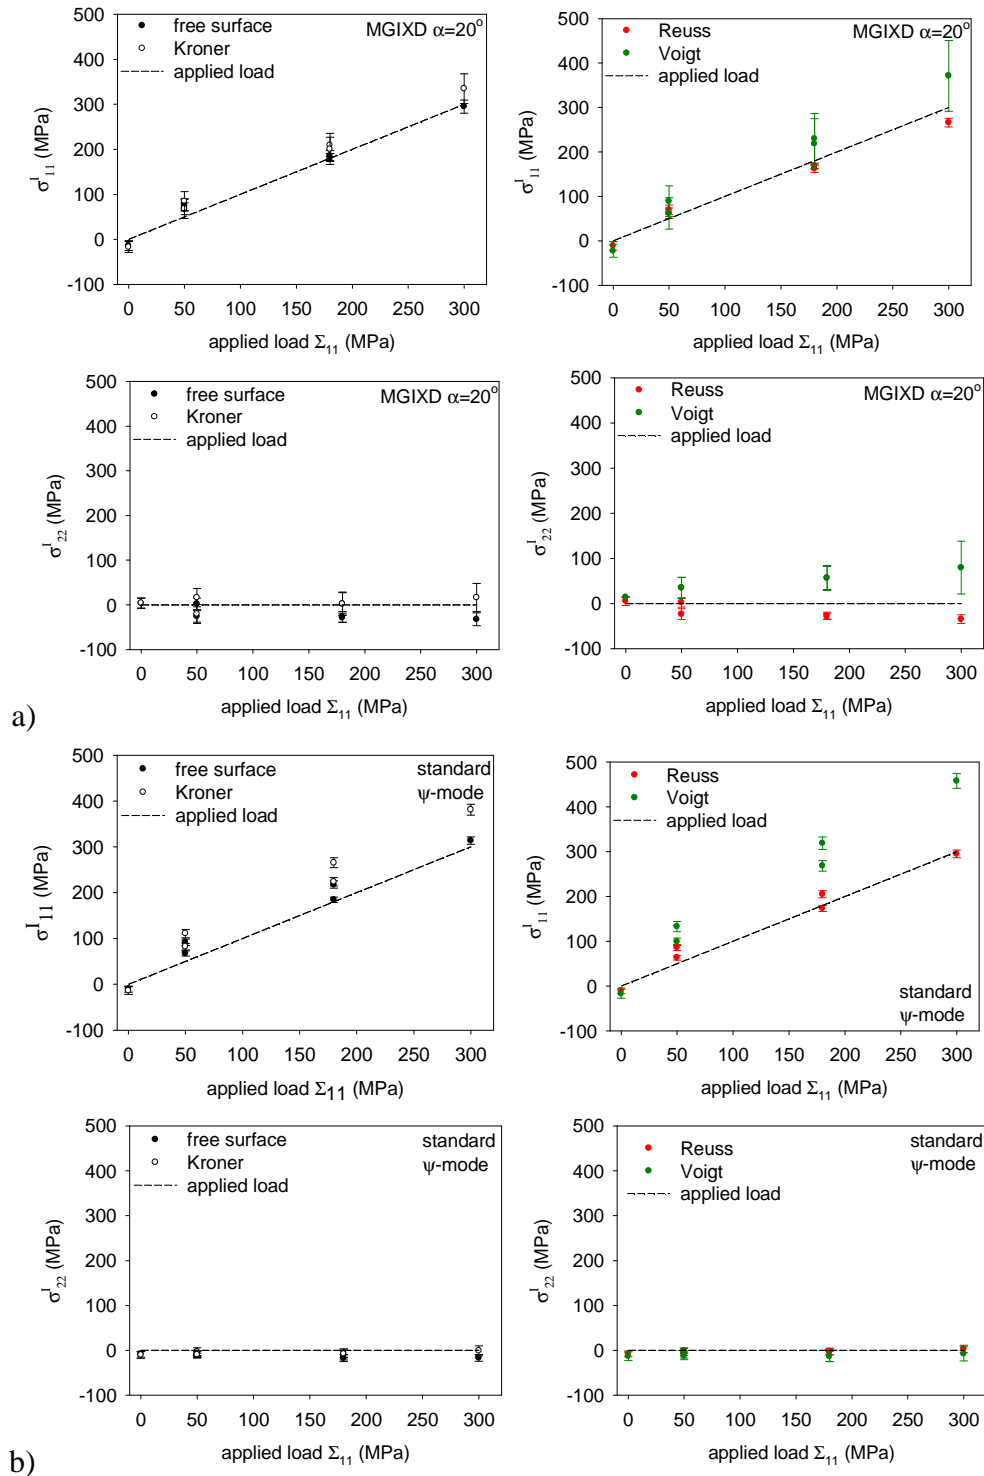 500
400
300
200
100
0
-100
σᴵ₁₁ (MPa)
free surface
Kroner
applied load
MGIXD α=20°
0 50 100 150 200 250 300
applied load Σ₁₁ (MPa)
500
400
300
200
100
0
-100
σᴵ₁₁ (MPa)
Reuss
Voigt
applied load
MGIXD α=20°
0 50 100 150 200 250 300
applied load Σ₁₁ (MPa)
500
400
300
200
100
0
-100
σᴵ₂₂ (MPa)
free surface
Kroner
applied load
MGIXD α=20°
0 50 100 150 200 250 300
applied load Σ₁₁ (MPa)
500
400
300
200
100
0
-100
σᴵ₂₂ (MPa)
Reuss
Voigt
applied load
MGIXD α=20°
0 50 100 150 200 250 300
applied load Σ₁₁ (MPa)
a)
500
400
300
200
100
0
-100
σᴵ11 (MPa)
free surface
Kroner
applied load
standard
ψ-mode
0 50 100 150 200 250 300
applied load Σ11 (MPa)
500
400
300
200
100
0
-100
σᴵ₁₁ (MPa)
Reuss
Voigt
applied load
standard
ψ-mode
0 50 100 150 200 250 300
applied load Σ₁₁ (MPa)
500
400
300
200
100
0
-100
σᴵ₂₂ (MPa)
free surface
Kroner
applied load
standard
ψ-mode
0 50 100 150 200 250 300
applied load Σ₁₁ (MPa)
500
400
300
200
100
0
-100
σᴵ₂₂ (MPa)
Reuss
Voigt
applied load
standard
ψ-mode
0 50 100 150 200 250 300
applied load Σ₁₁ (MPa)
b)